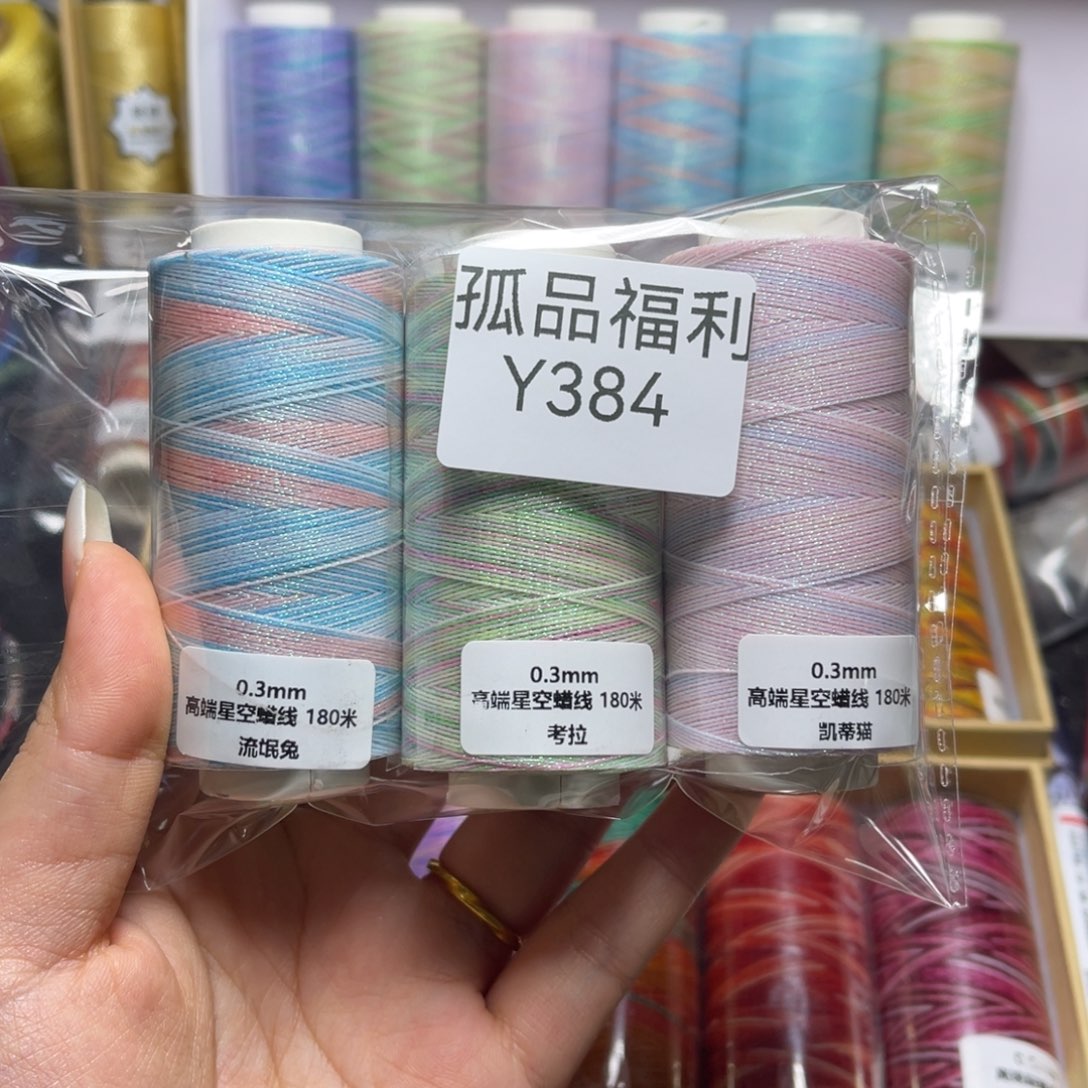 孤品福利
Y384
0.3mm
高端星空蜡线 180米
流氓兔
0.3mm
高端星空蜡线 180米
考拉
0.3mm
高端星空蜡线 180米
凯蒂猫